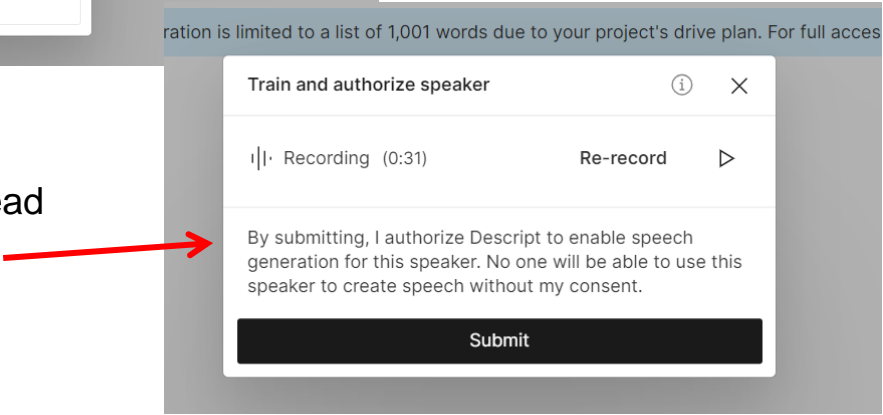 ration is limited to a list of 1,001 words due to your project's drive plan. For full acces
Train and authorize speaker
Recording (0:31) Re-record
ead
By submitting, I authorize Descript to enable speech
generation for this speaker. No one will be able to use this
speaker to create speech without my consent.
Submit